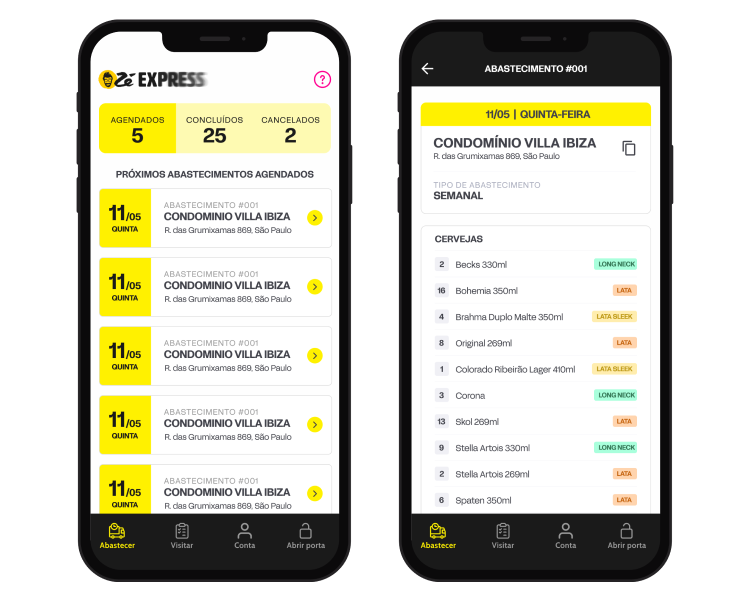 Zé EXPRESS
?
AGENDADOS
5
CONCLUÍDOS
25
CANCELADOS
2
PRÓXIMOS ABASTECIMENTOS AGENDADOS
11/05
QUINTA
ABASTECIMENTO #001
CONDOMINIO VILLA IBIZA
R. das Grumixamas 869, São Paulo
11/05
QUINTA
ABASTECIMENTO #001
CONDOMINIO VILLA IBIZA
R. das Grumixamas 869, São Paulo
11/05
QUINTA
ABASTECIMENTO #001
CONDOMINIO VILLA IBIZA
R. das Grumixamas 869, São Paulo
11/05
QUINTA
ABASTECIMENTO #001
CONDOMINIO VILLA IBIZA
R. das Grumixamas 869, São Paulo
11/05
QUINTA
ABASTECIMENTO #001
CONDOMINIO VILLA IBIZA
R. das Grumixamas 869, São Paulo
Abastecer
Visitar
Conta
Abrir porta
ABASTECIMENTO #001
11/05 | QUINTA-FEIRA
CONDOMÍNIO VILLA IBIZA
R. das Grumixamas 869, São Paulo
TIPO DE ABASTECIMENTO
SEMANAL
CERVEJAS
2 Becks 330ml LONG NECK
16 Bohemia 350ml LATA
4 Brahma Duplo Malte 350ml LATA SLEEK
8 Original 269ml LATA
1 Colorado Ribeirão Lager 410ml LATA SLEEK
3 Corona LONG NECK
13 Skol 269ml LATA
9 Stella Artois 330ml LONG NECK
2 Stella Artois 269ml LATA
6 Spaten 350ml LATA
Abastecer
Visitar
Conta
Abrir porta